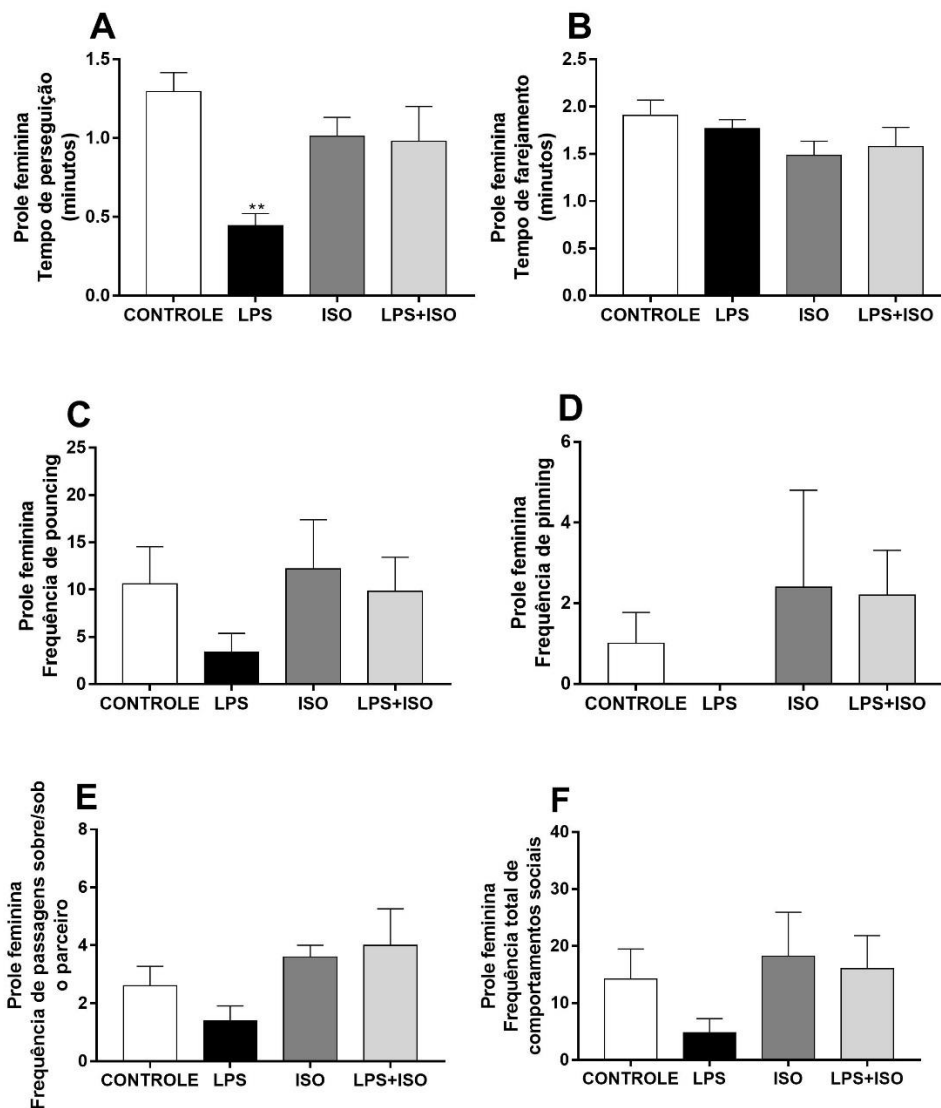 A
Prole feminina
Tempo de perseguição
(minutos)
1.5
1.0
0.5
0.0
**
CONTROLE LPS ISO LPS+ISO
B
Prole feminina
Tempo de farejamento
(minutos)
2.5
2.0
1.5
1.0
0.5
0.0
CONTROLE LPS ISO LPS+ISO
C
Prole feminina
Frequência de pouncing
25
20
15
10
5
0
CONTROLE LPS ISO LPS+ISO
D
Prole feminina
Frequência de pinning
6
4
2
0
CONTROLE LPS ISO LPS+ISO
E
Prole feminina
Frequência de passagens sobre/sob
o parceiro
8
6
4
2
0
CONTROLE LPS ISO LPS+ISO
F
Prole feminina
Frequência total de
comportamentos sociais
40
30
20
10
0
CONTROLE LPS ISO LPS+ISO